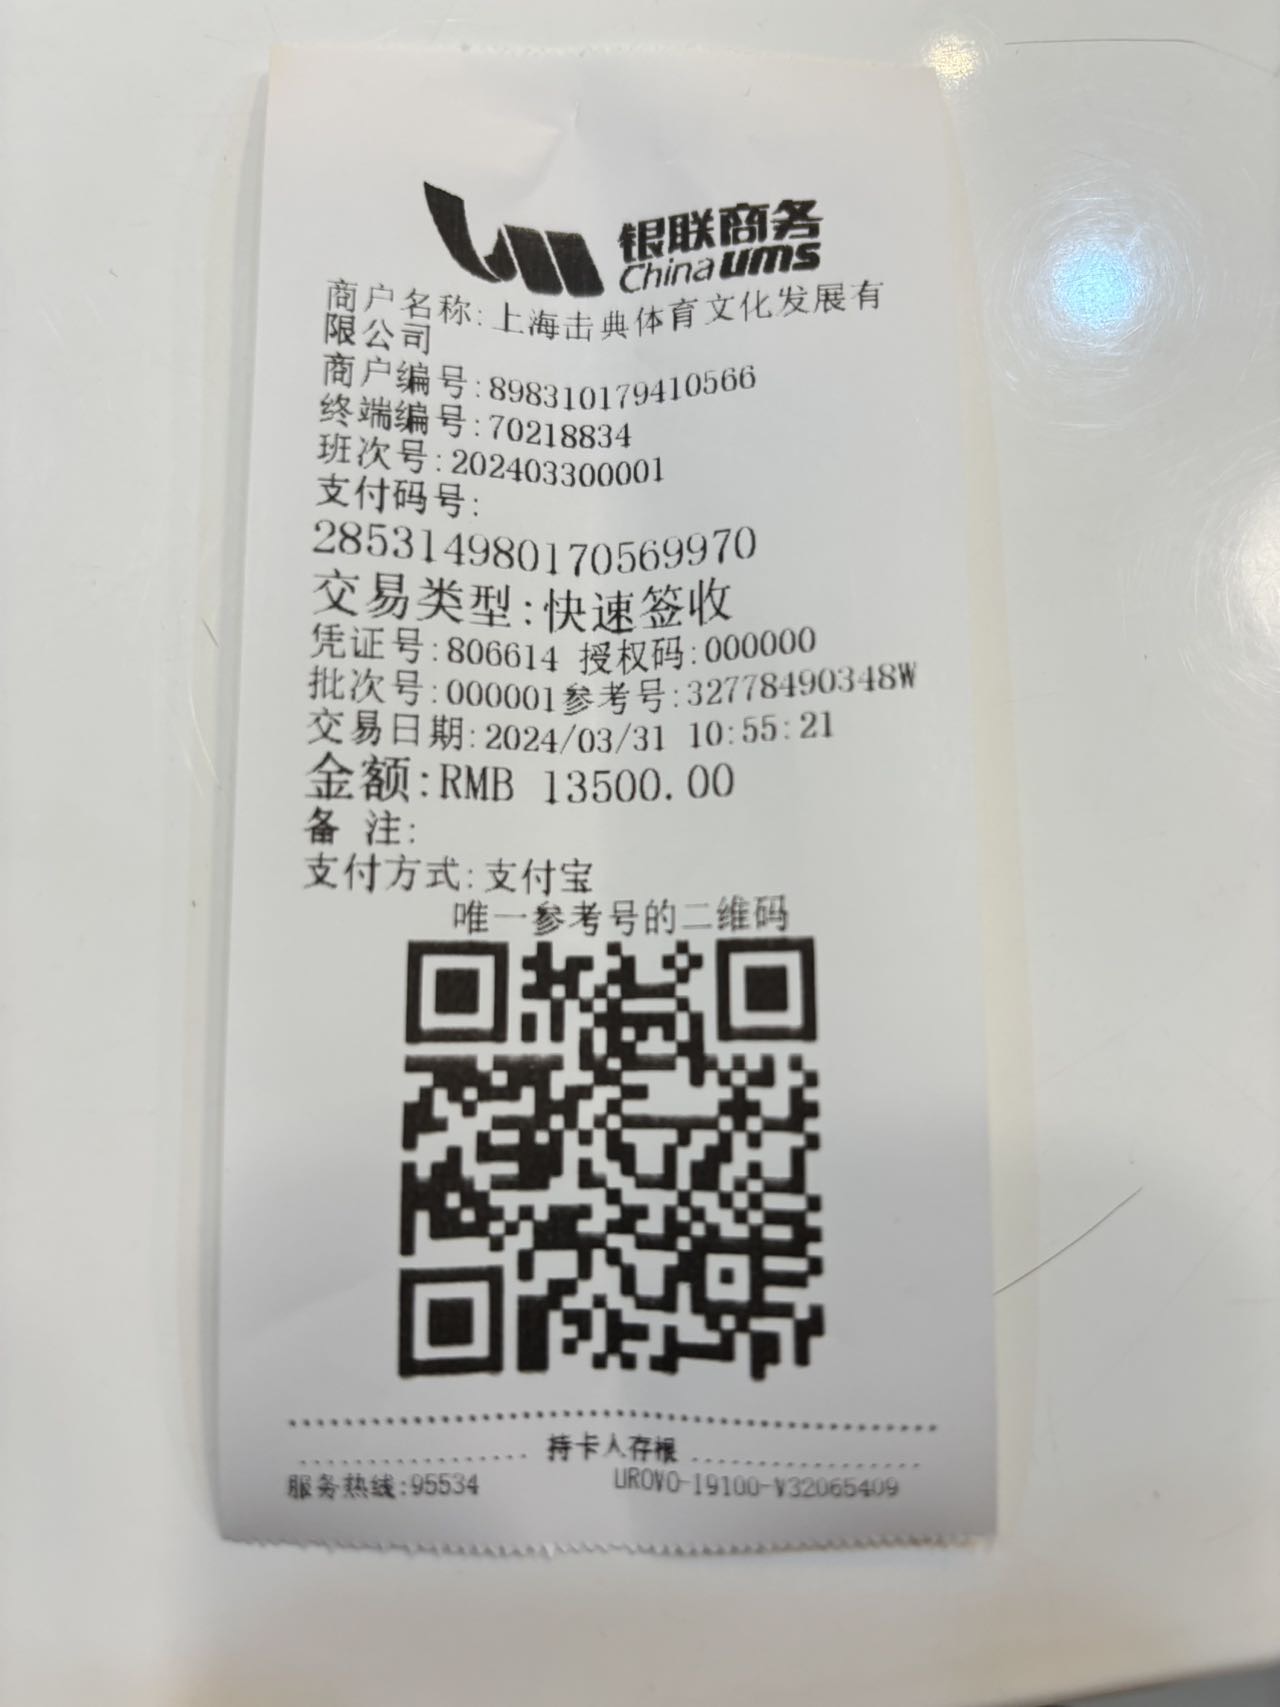 银联商务
China ums
商户名称:上海击典体育文化发展有
限公司
商户编号:898310179410566
终端编号:70218834
班次号:202403300001
支付码号:
285314980170569970
交易类型:快速签收
凭证号:806614 授权码:000000
批次号:000001参考号:32778490348W
交易日期:2024/03/31 10:55:21
金额:RMB 13500.00
备 注:
支付方式:支付宝
唯一参考号的二维码
持卡人存根
服务热线:95534 UROVO-I9100-V32065409